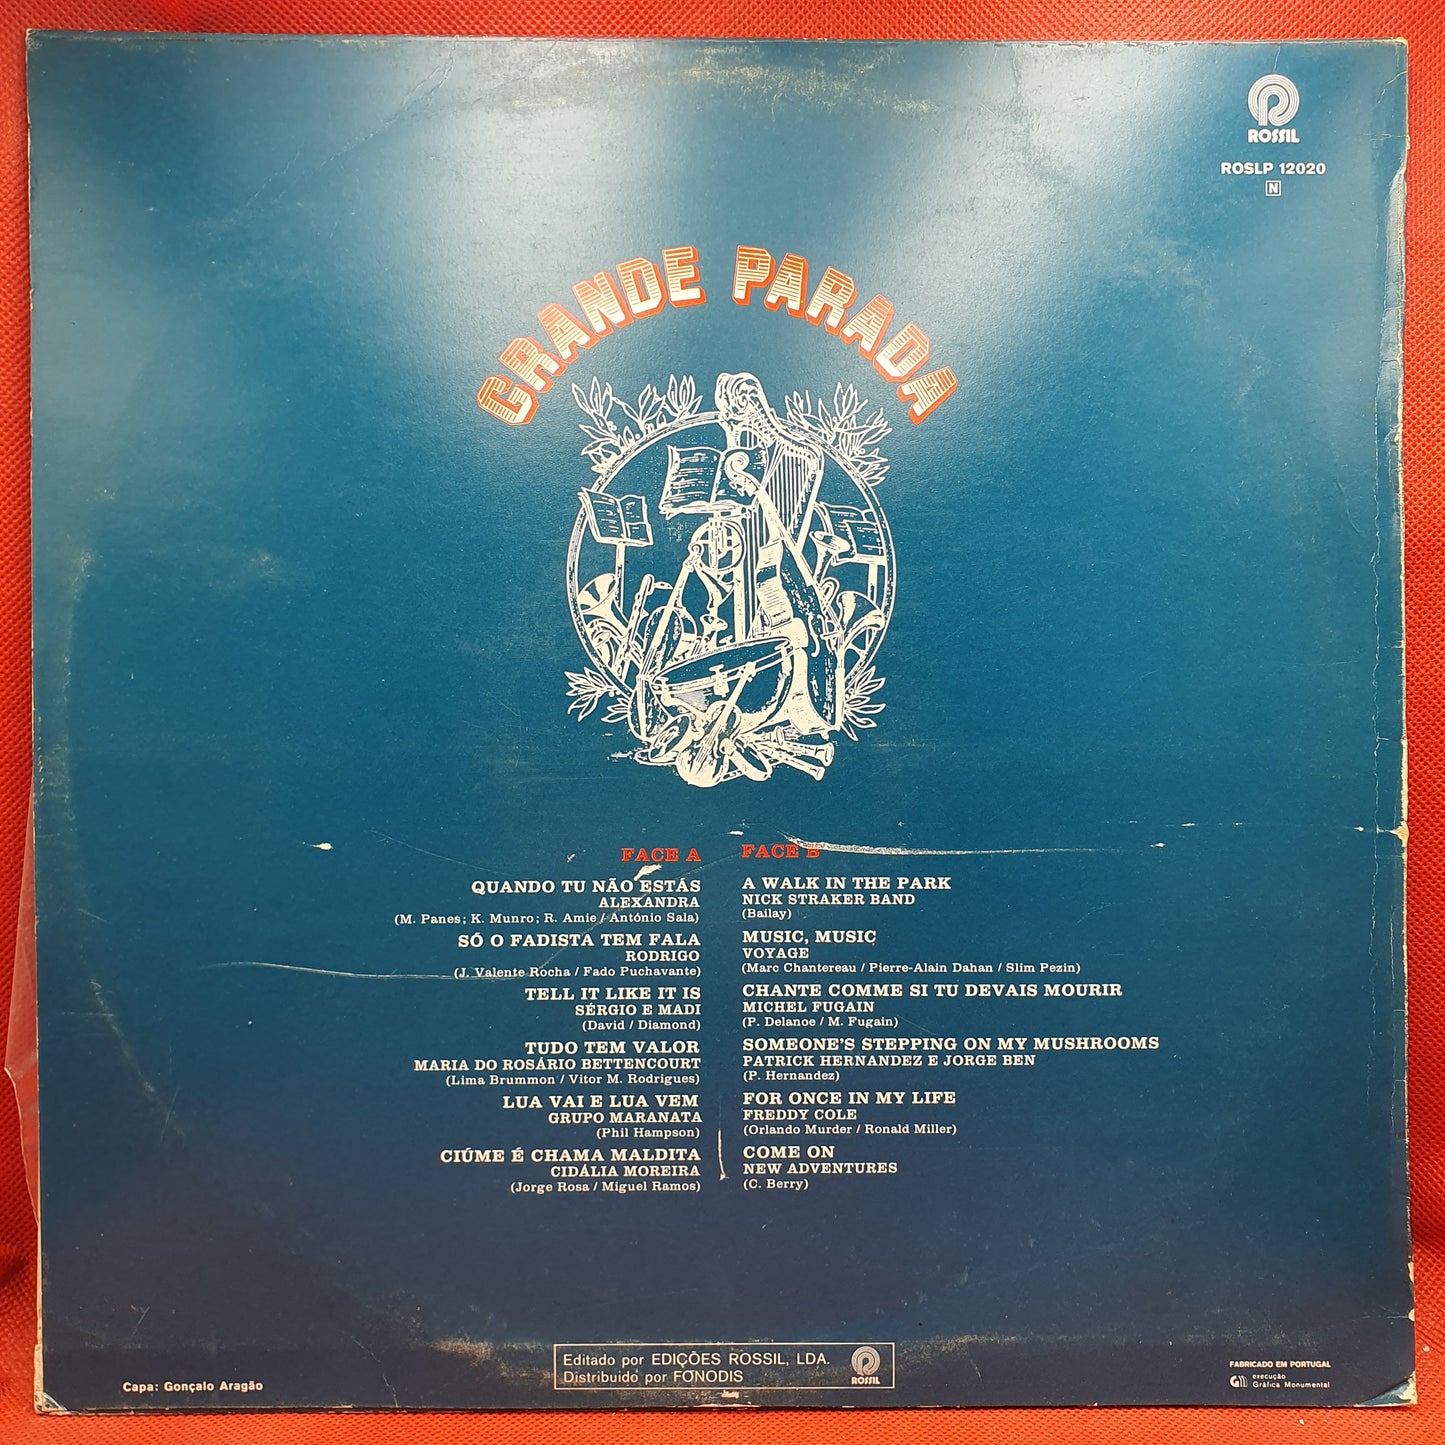 ROSSIL
ROSLP 12020
N
GRANDE PARADA
FACE A
QUANDO TU NÃO ESTÁS
ALEXANDRA
(M. Panes; K. Munro; R. Amie / António Sala)
SÓ O FADISTA TEM FALA
RODRIGO
(J. Valente Rocha / Fado Puchavante)
TELL IT LIKE IT IS
SÉRGIO E MADI
(David / Diamond)
TUDO TEM VALOR
MARIA DO ROSÁRIO BETTENCOURT
(Lima Brummon / Vitor M. Rodrigues)
LUA VAI E LUA VEM
GRUPO MARANATA
(Phil Hampson)
CIÚME É CHAMA MALDITA
CIDÁLIA MOREIRA
(Jorge Rosa / Miguel Ramos)
FACE B
A WALK IN THE PARK
NICK STRAKER BAND
(Bailay)
MUSIC, MUSIC
VOYAGE
(Marc Chantereau / Pierre-Alain Dahan / Slim Pezin)
CHANTE COMME SI TU DEVAIS MOURIR
MICHEL FUGAIN
(P. Delanoe / M. Fugain)
SOMEONE'S STEPPING ON MY MUSHROOMS
PATRICK HERNANDEZ E JORGE BEN
(P. Hernandez)
FOR ONCE IN MY LIFE
FREDDY COLE
(Orlando Murder / Ronald Miller)
COME ON
NEW ADVENTURES
(C. Berry)
Capa: Gonçalo Aragão
Editado por EDIÇÕES ROSSIL, LDA.
Distribuido por FONODIS
ROSSIL
FABRICADO EM PORTUGAL
execução
Gráfica Monumental